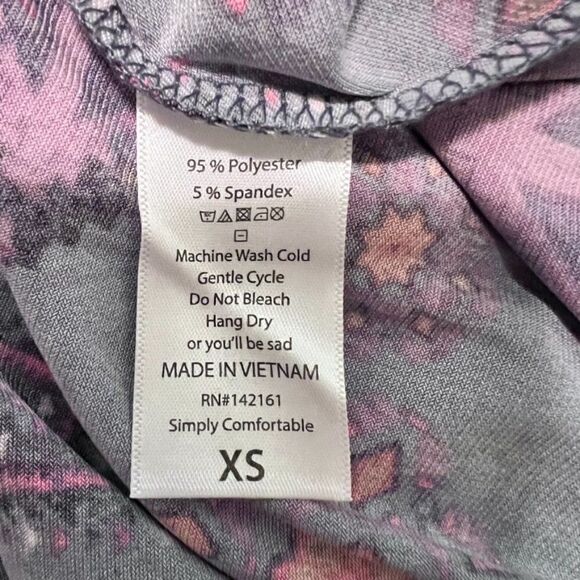 95 % Polyester
5 % Spandex
Machine Wash Cold
Gentle Cycle
Do Not Bleach
Hang Dry
or you'll be sad
MADE IN VIETNAM
RN#142161
Simply Comfortable
XS